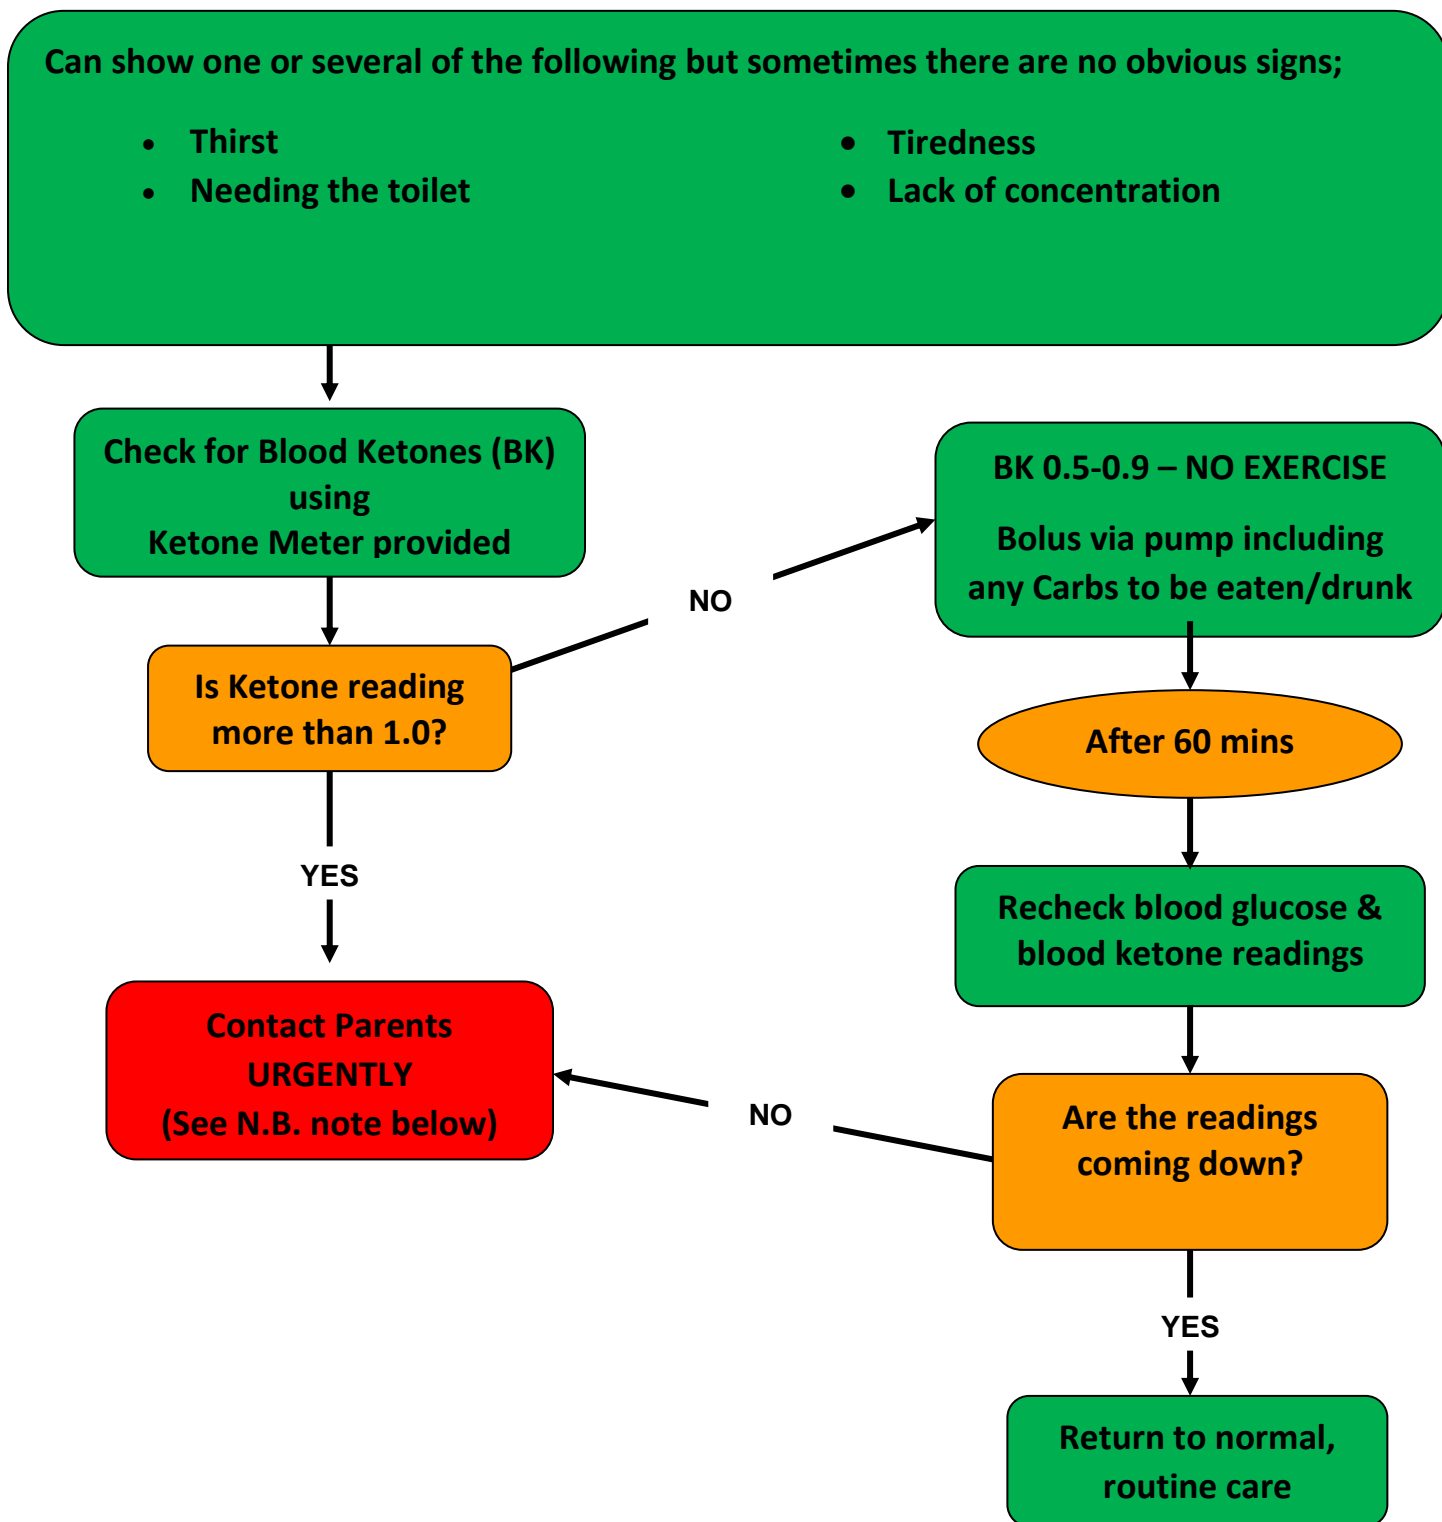 Can show one or several of the following but sometimes there are no obvious signs;
• Thirst
• Needing the toilet
• Tiredness
• Lack of concentration
Check for Blood Ketones (BK)
using
Ketone Meter provided
Is Ketone reading
more than 1.0?
NO
BK 0.5-0.9 – NO EXERCISE
Bolus via pump including
any Carbs to be eaten/drunk
After 60 mins
Recheck blood glucose &
blood ketone readings
Are the readings
coming down?
YES
Contact Parents
URGENTLY
(See N.B. note below)
NO
YES
Return to normal,
routine care